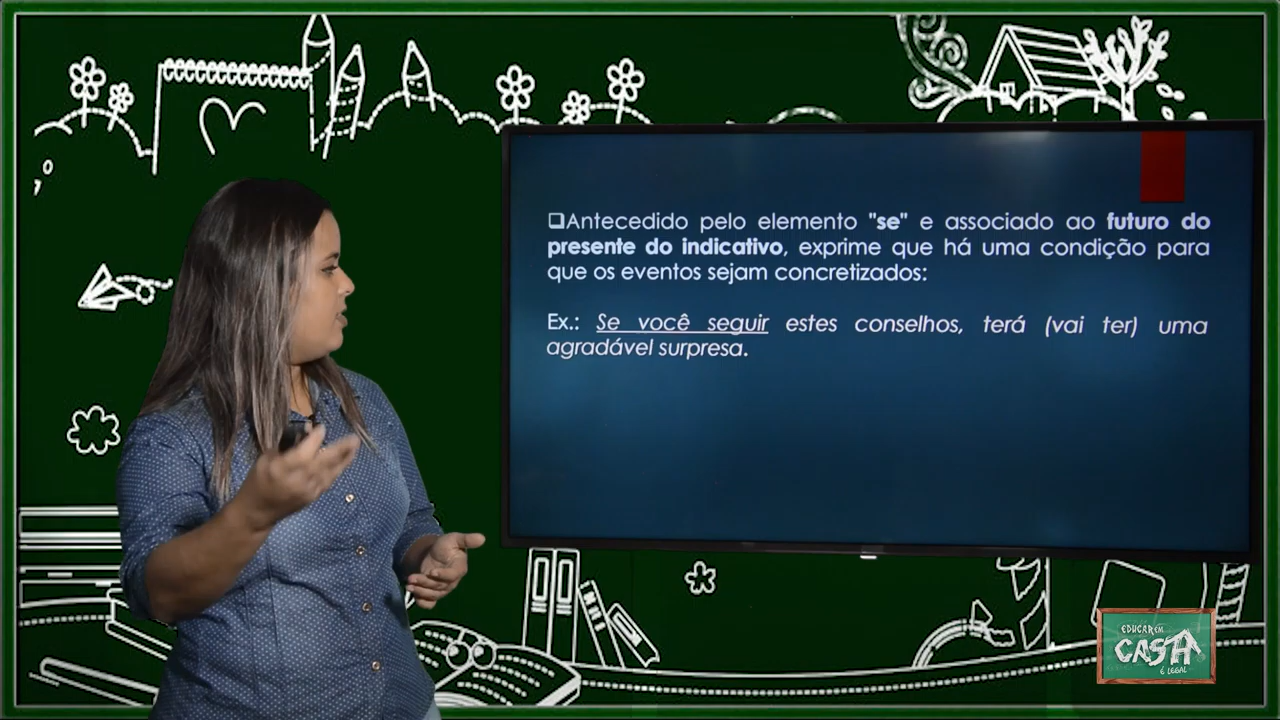 ❑Antecedido pelo elemento "se" e associado ao futuro do
presente do indicativo, exprime que há uma condição para
que os eventos sejam concretizados:
Ex.: Se você seguir estes conselhos, terá (vai ter) uma
agradável surpresa.
EDUCAR EM
CASA
É LEGAL